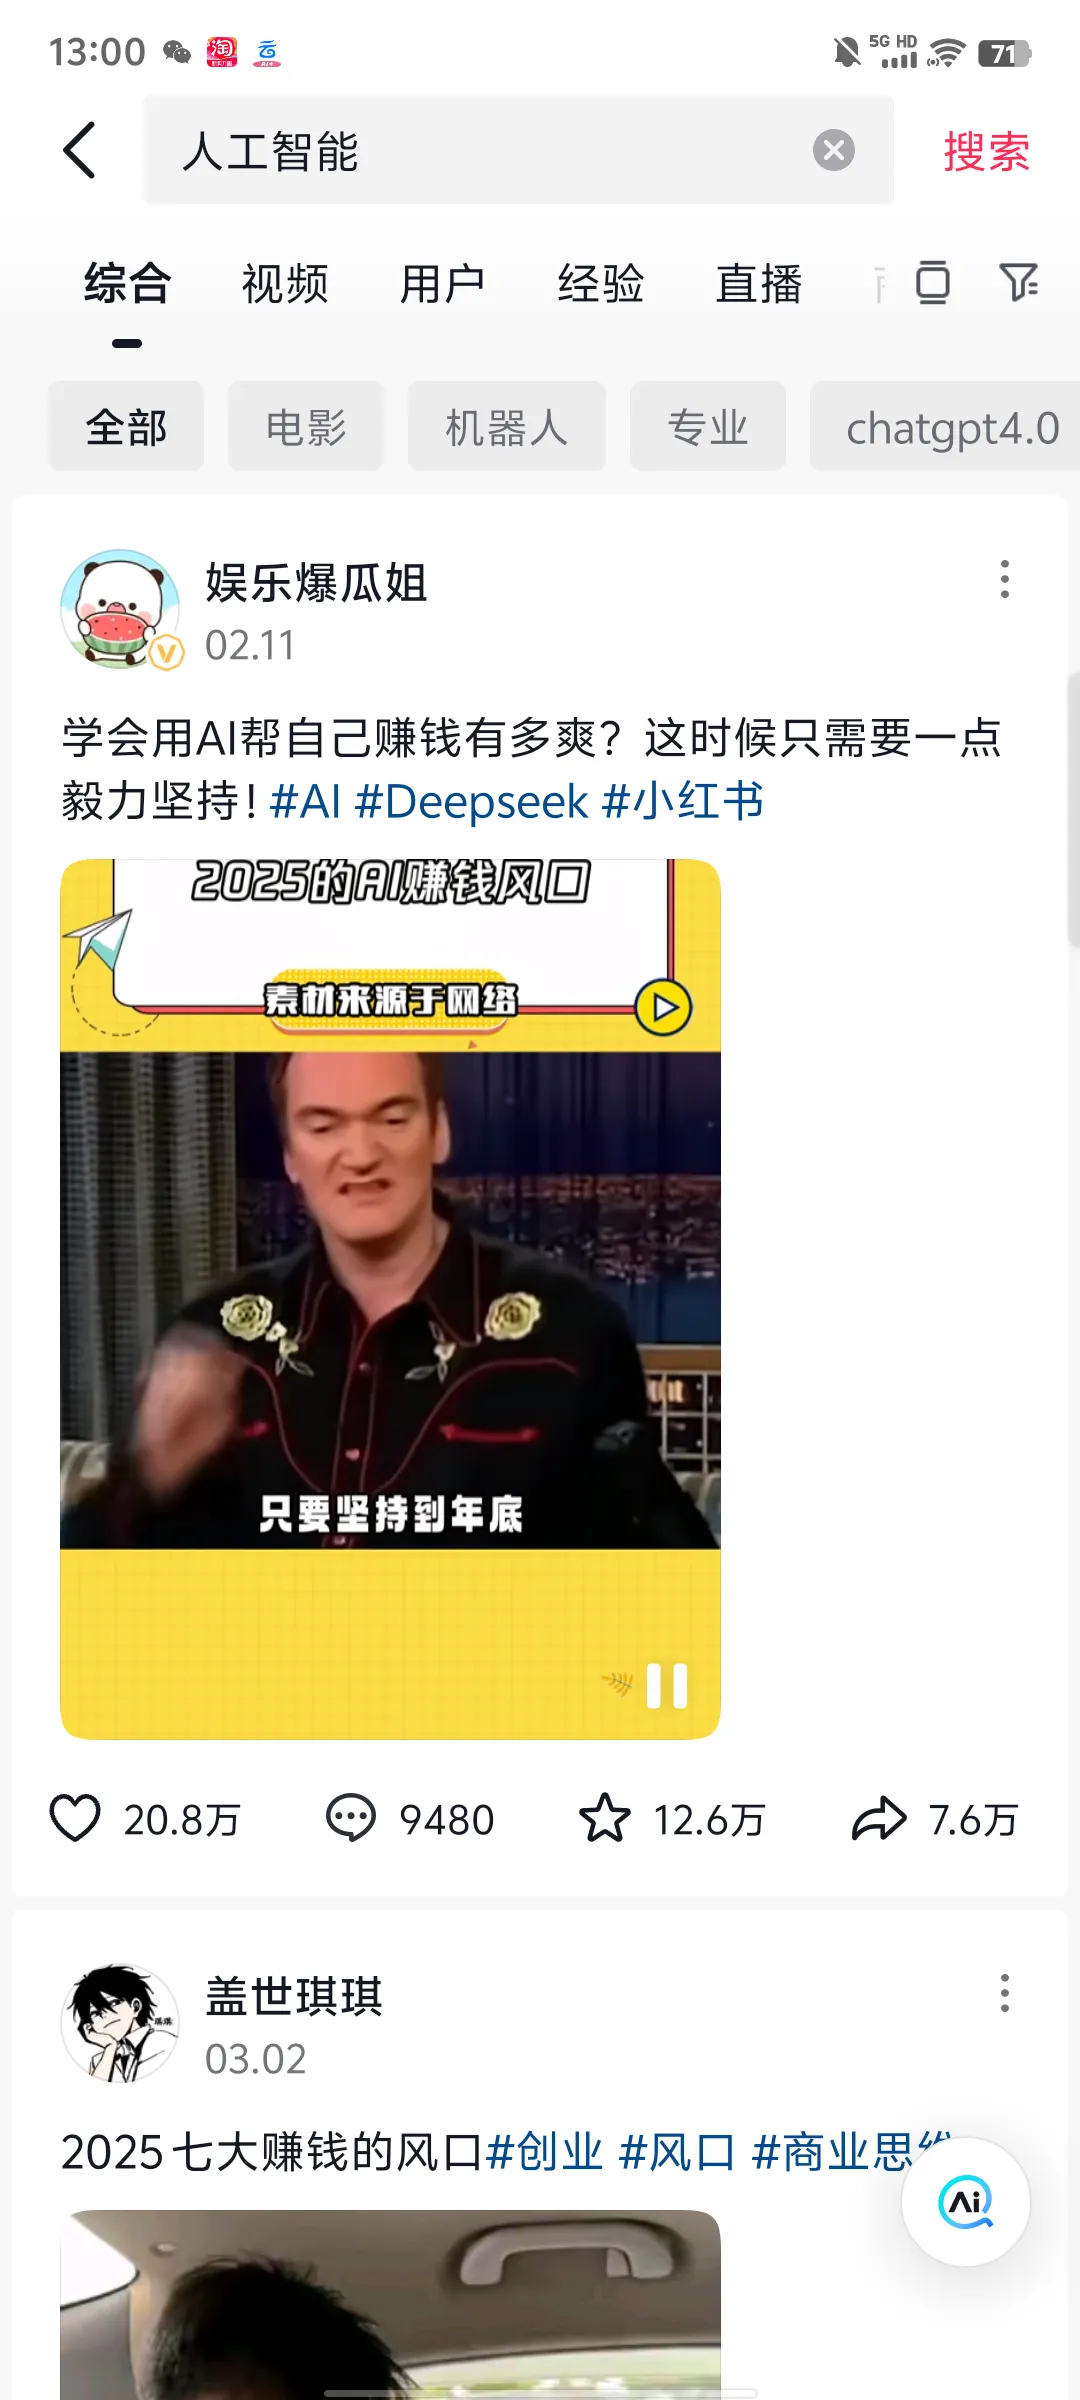 13:00
5G HD
71
人工智能
搜索
综合 视频 用户 经验 直播
全部 电影 机器人 专业 chatgpt4.0
娱乐爆瓜姐
02.11
学会用AI帮自己赚钱有多爽？这时候只需要一点
毅力坚持！#AI #Deepseek #小红书
2025的AI赚钱风口
素材来源于网络
只要坚持到年底
20.8万 9480 12.6万 7.6万
盖世琪琪
03.02
2025七大赚钱的风口#创业 #风口 #商业思维
Ai